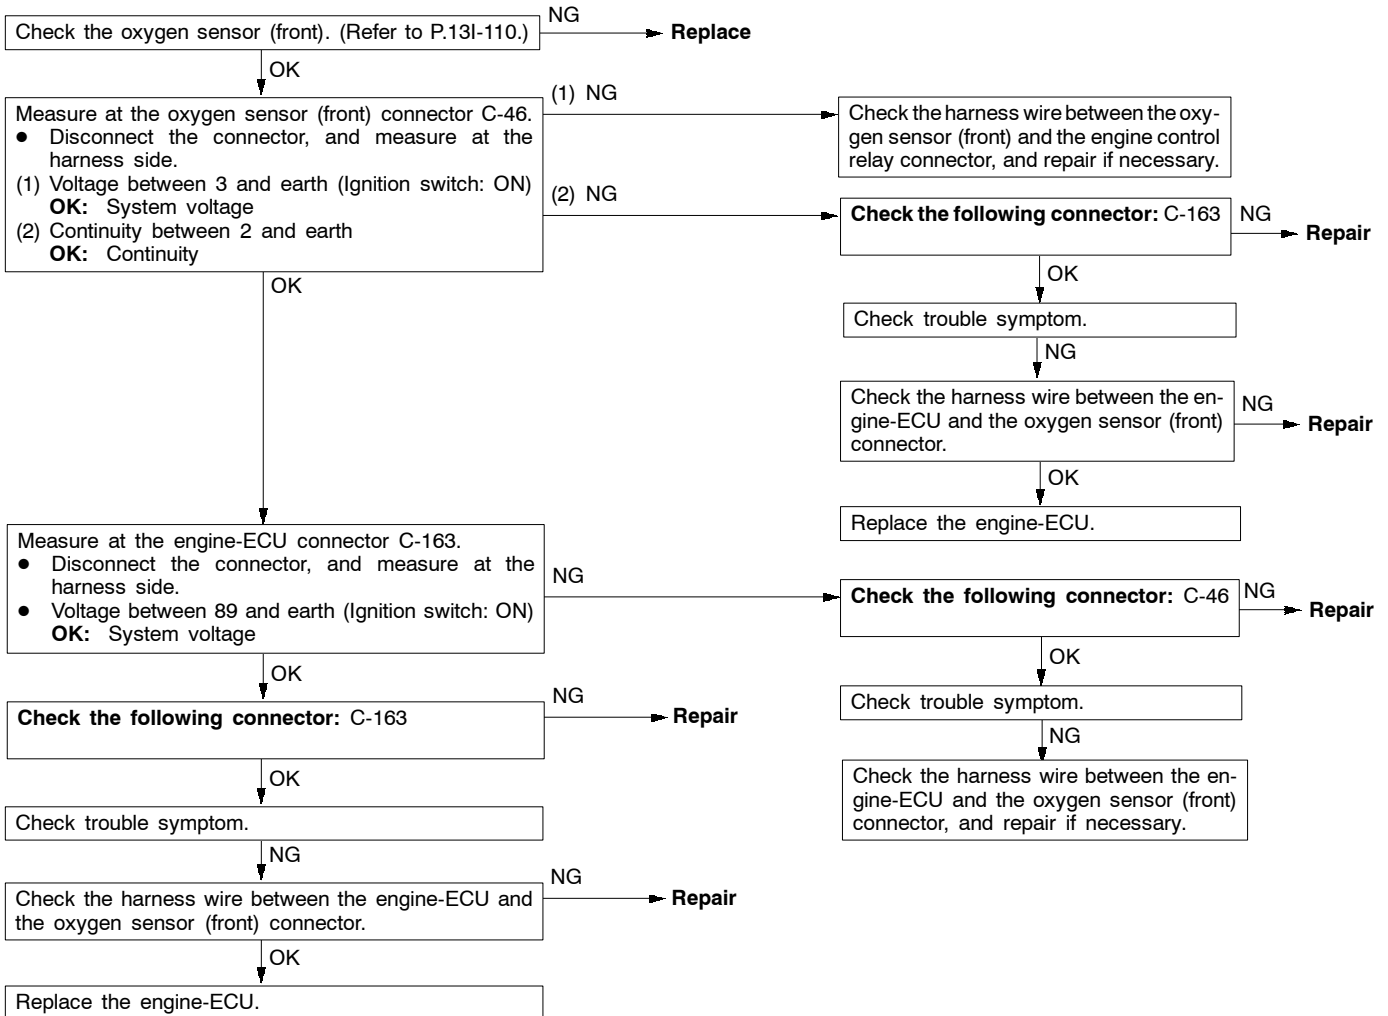 Check the oxygen sensor (front). (Refer to P.13I-110.)
NG
Replace
OK
Measure at the oxygen sensor (front) connector C-46.
● Disconnect the connector, and measure at the
harness side.
(1) Voltage between 3 and earth (Ignition switch: ON)
OK: System voltage
(2) Continuity between 2 and earth
OK: Continuity
(1) NG
Check the harness wire between the oxy-
gen sensor (front) and the engine control
relay connector, and repair if necessary.
(2) NG
Check the following connector: C-163
NG
Repair
OK
Check trouble symptom.
NG
Check the harness wire between the en-
gine-ECU and the oxygen sensor (front)
connector.
NG
Repair
OK
Replace the engine-ECU.
OK
Measure at the engine-ECU connector C-163.
● Disconnect the connector, and measure at the
harness side.
● Voltage between 89 and earth (Ignition switch: ON)
OK: System voltage
NG
Check the following connector: C-46
NG
Repair
OK
Check trouble symptom.
NG
Check the harness wire between the en-
gine-ECU and the oxygen sensor (front)
connector, and repair if necessary.
OK
Check the following connector: C-163
NG
Repair
OK
Check trouble symptom.
NG
Check the harness wire between the engine-ECU and
the oxygen sensor (front) connector.
NG
Repair
OK
Replace the engine-ECU.